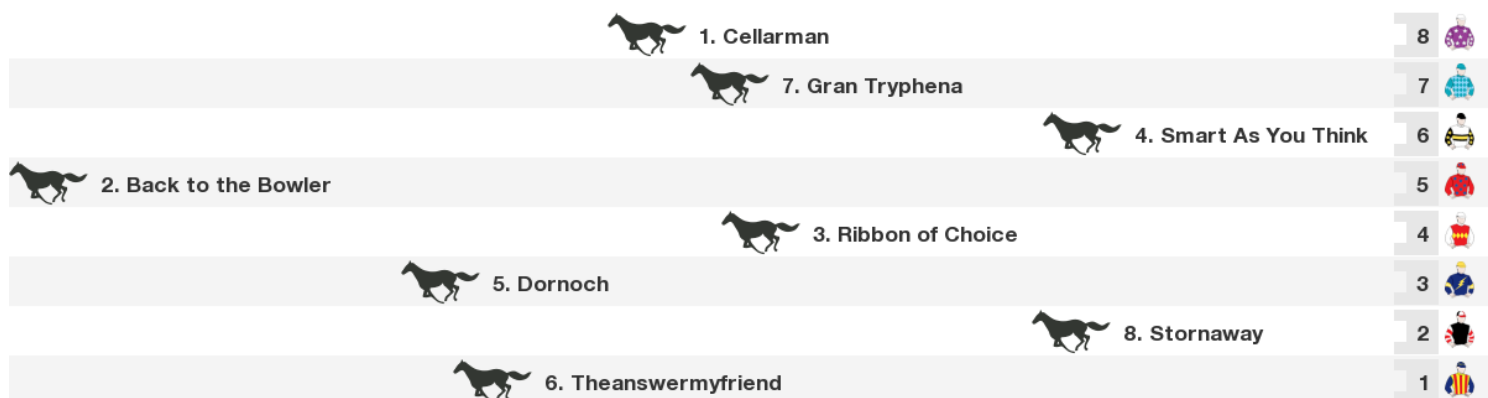 1. Cellarman 8
7. Gran Tryphena 7
4. Smart As You Think 6
2. Back to the Bowler 5
3. Ribbon of Choice 4
5. Dornoch 3
8. Stornaway 2
6. Theanswermyfriend 1